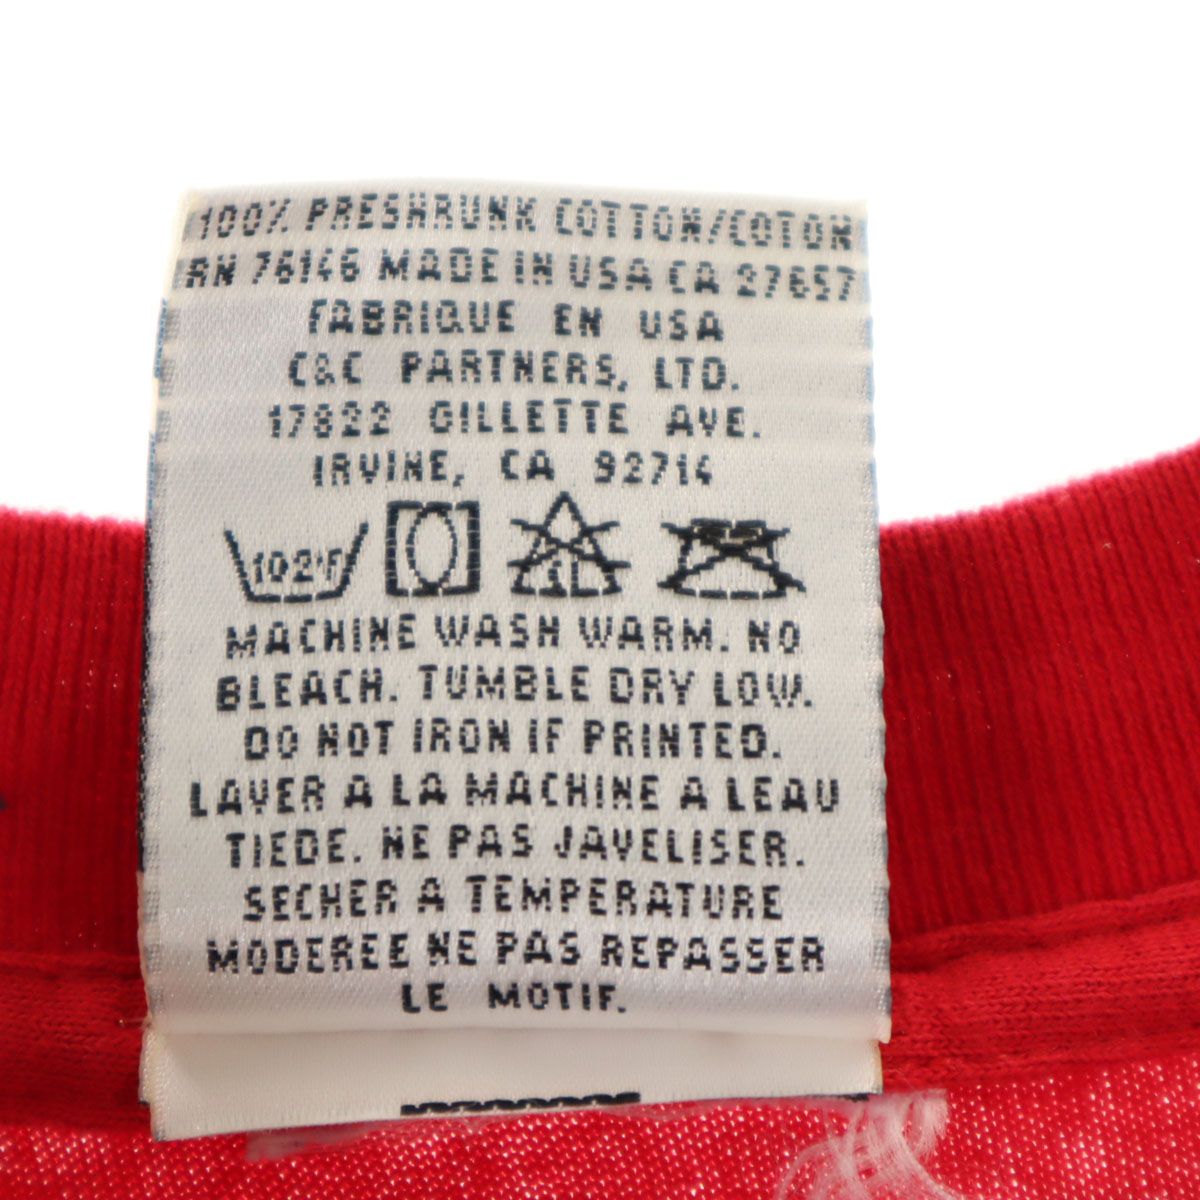 100% PRESHRUNK COTTON/COTON
RN 76146 MADE IN USA CA 27657
FABRIQUE EN USA
C&C PARTNERS, LTD.
17822 GILLETTE AVE.
IRVINE, CA 92714
102°F
CL
MACHINE WASH WARM. NO
BLEACH. TUMBLE DRY LOW.
DO NOT IRON IF PRINTED.
LAVER A LA MACHINE A LEAU
TIEDE. NE PAS JAVELISER.
SECHER A TEMPERATURE
MODEREE NE PAS REPASSER
LE MOTIF.